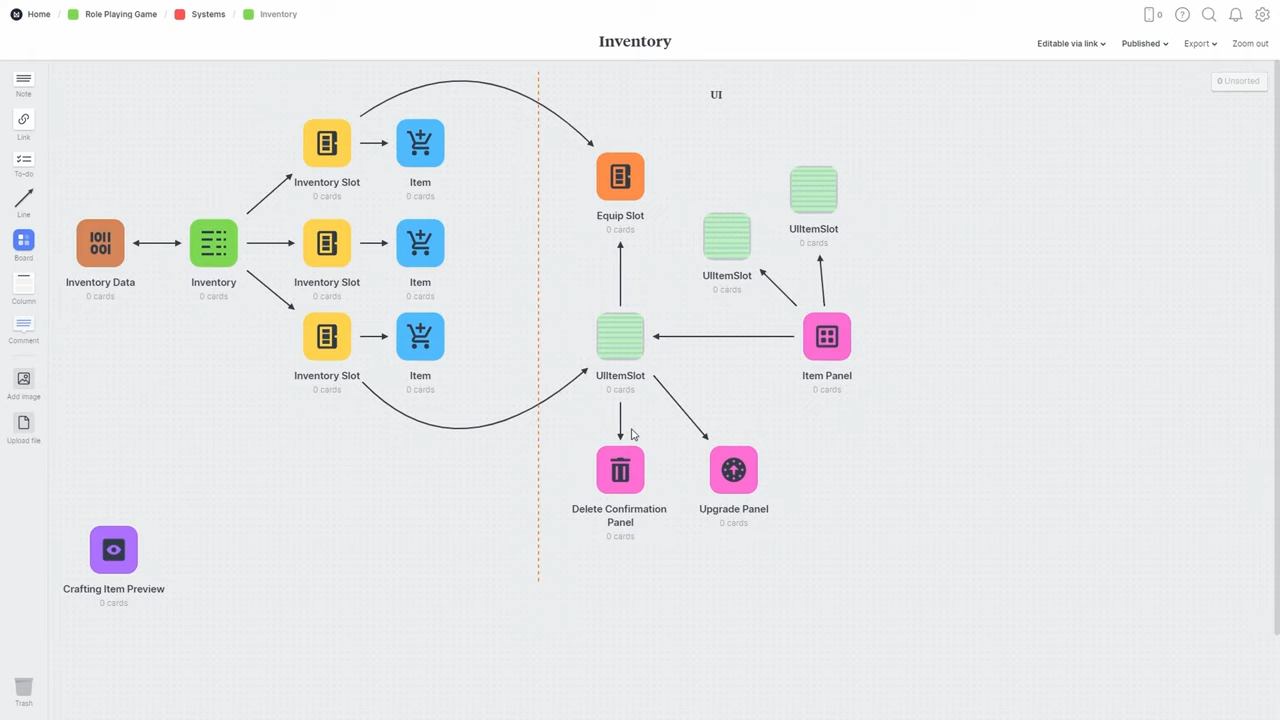 Home / Role Playing Game / Systems / Inventory
0
Inventory
Editable via link
Published
Export
Zoom out
0 Unsorted
Note
Link
To-do
Line
Board
Column
Comment
Add image
Upload file
Trash
UI
Inventory Slot
0 cards
Item
0 cards
Equip Slot
0 cards
UIItemSlot
0 cards
UIItemSlot
0 cards
IOII
OOI
Inventory Data
0 cards
Inventory
0 cards
Inventory Slot
0 cards
Item
0 cards
Inventory Slot
0 cards
Item
0 cards
UIItemSlot
0 cards
Item Panel
0 cards
Delete Confirmation
Panel
0 cards
Upgrade Panel
0 cards
Crafting Item Preview
0 cards